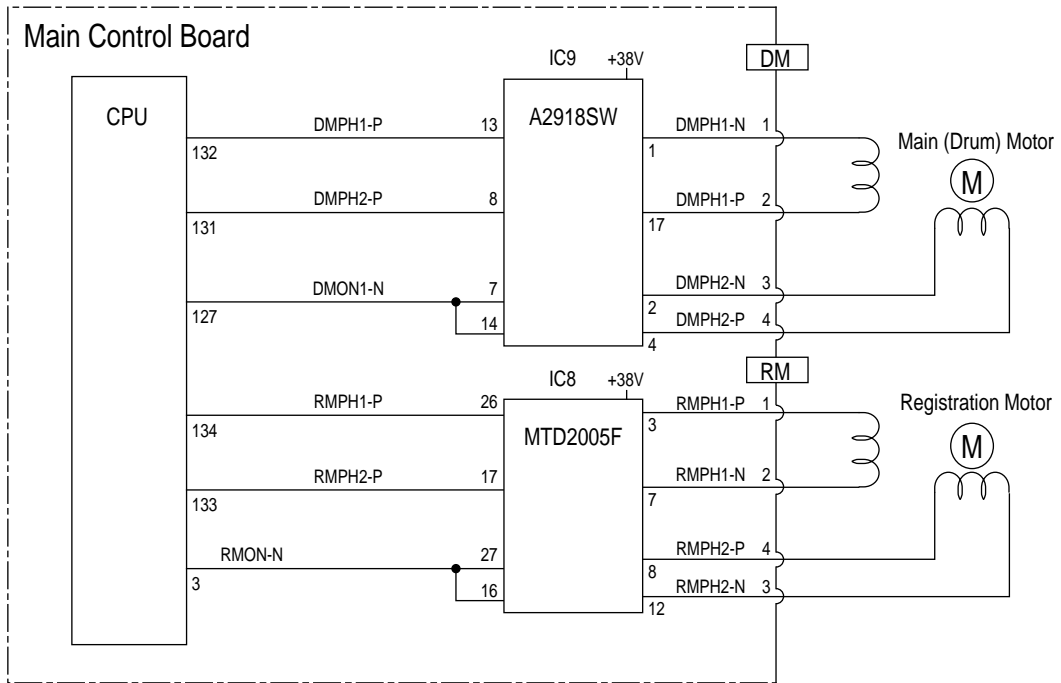 Main Control Board
IC9 +38V
DM
CPU
A2918SW
DMPH1-P 13
132
DMPH1-N 1
1
Main (Drum) Motor
M
DMPH2-P 8
131
DMPH1-P 2
17
DMON1-N 7
127
14
DMPH2-N 3
2
DMPH2-P 4
4
RM
IC8 +38V
MTD2005F
RMPH1-P 26
134
RMPH1-P 1
3
Registration Motor
M
RMPH2-P 17
133
RMPH1-N 2
7
RMON-N 27
3
16
RMPH2-P 4
8
RMPH2-N 3
12